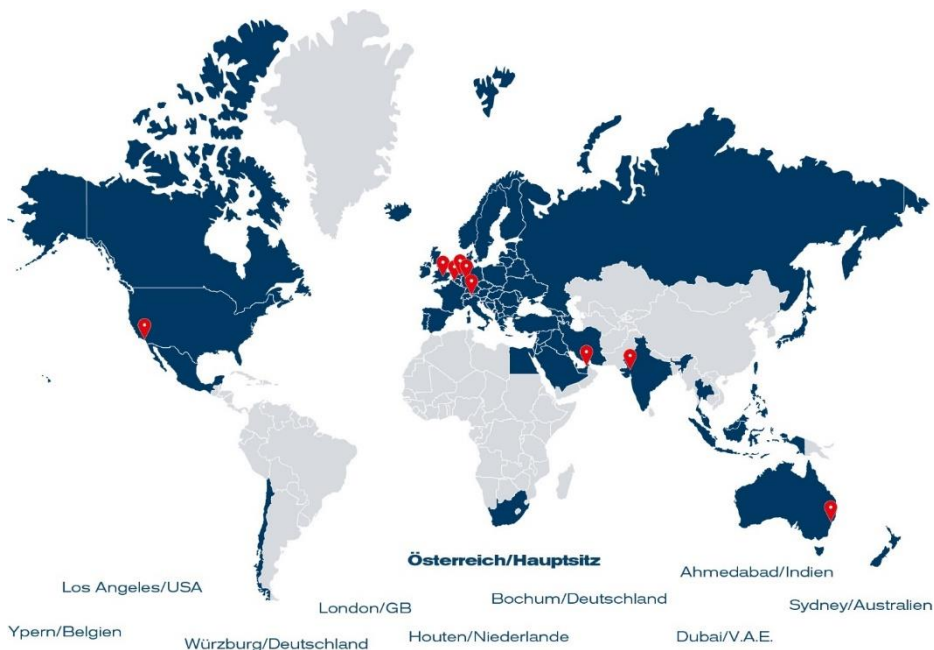 Österreich/Hauptsitz
Los Angeles/USA
London/GB
Bochum/Deutschland
Ahmedabad/Indien
Sydney/Australien
Ypern/Belgien
Würzburg/Deutschland
Houten/Niederlande
Dubai/V.A.E.